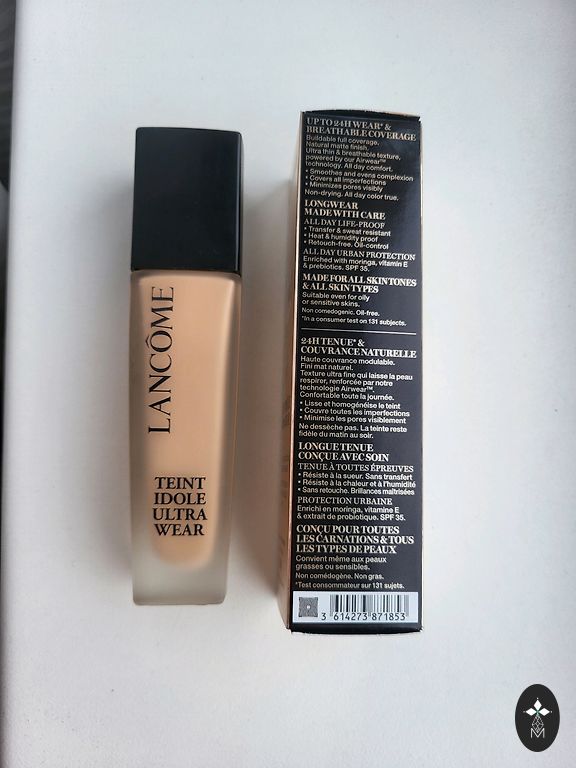 LANCÔME
TEINT
IDOLE
ULTRA
WEAR
UP TO 24H WEAR* &
BREATHABLE COVERAGE
Buildable full coverage.
Natural matte finish.
Ultra thin & breathable texture,
powered by our Airwear™
technology. All day comfort.
• Smoothes and evens complexion
• Covers all imperfections
• Minimizes pores visibly
Non-drying. All day color true.
LONGWEAR
MADE WITH CARE
ALL DAY LIFE-PROOF
• Transfer & sweat resistant
• Heat & humidity proof
• Retouch-free. Oil-control
ALL DAY URBAN PROTECTION
Enriched with moringa, vitamin E
& prebiotics. SPF 35.
MADE FOR ALL SKIN TONES
& ALL SKIN TYPES
Suitable even for oily
or sensitive skins.
Non comedogenic. Oil-free.
*In a consumer test on 131 subjects.
24H TENUE* &
COUVRANCE NATURELLE
Haute couvrance modulable.
Fini mat naturel.
Texture ultra fine qui laisse la peau
respirer, renforcée par notre
technologie Airwear™.
Confortable toute la journée.
• Lisse et homogénéise le teint
• Couvre toutes les imperfections
• Minimise les pores visiblement
Ne dessèche pas. La teinte reste
fidèle du matin au soir.
LONGUE TENUE
CONÇUE AVEC SOIN
TENUE À TOUTES ÉPREUVES
• Résiste à la sueur. Sans transfert
• Résiste à la chaleur et à l'humidité
• Sans retouche. Brillances maîtrisées
PROTECTION URBAINE
Enrichi en moringa, vitamine E
& extrait de prebiotique. SPF 35.
CONÇU POUR TOUTES
LES CARNATIONS & TOUS
LES TYPES DE PEAUX
Convient même aux peaux
grasses ou sensibles.
Non comédogène. Non gras.
*Test consommateur sur 131 sujets.
3 614273 871853
M